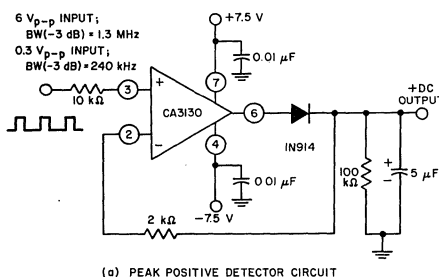 6 Vp-p INPUT;
BW(-3 dB) = 1.3 MHz
0.3 Vp-p INPUT;
BW(-3 dB) = 240 kHz
+7.5 V
0.01 µF
7
3
+
10 kΩ
CA3130
6
+DC
OUTPUT
2
−
4
IN914
100
kΩ
+
−
5 µF
0.01 µF
−7.5 V
2 kΩ
(a) PEAK POSITIVE DETECTOR CIRCUIT